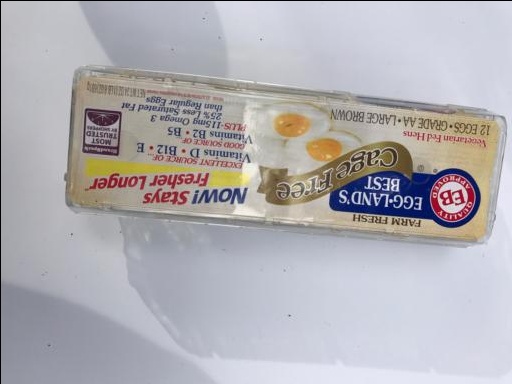 FARM FRESH
EGG-LAND'S
BEST
EB
QUALITY
APPROVED
Cage Free
NOW! Stays
Fresher Longer
EXCELLENT SOURCE OF
Vitamins D • B12 • E
GOOD SOURCE OF
Vitamins B2 • B5
PLUS-115mg Omega 3
25% Less Saturated Fat
than Regular Eggs
MOST
TRUSTED
BY SHOPPERS
Vegetarian Fed Hens
12 EGGS • GRADE AA • LARGE BROWN